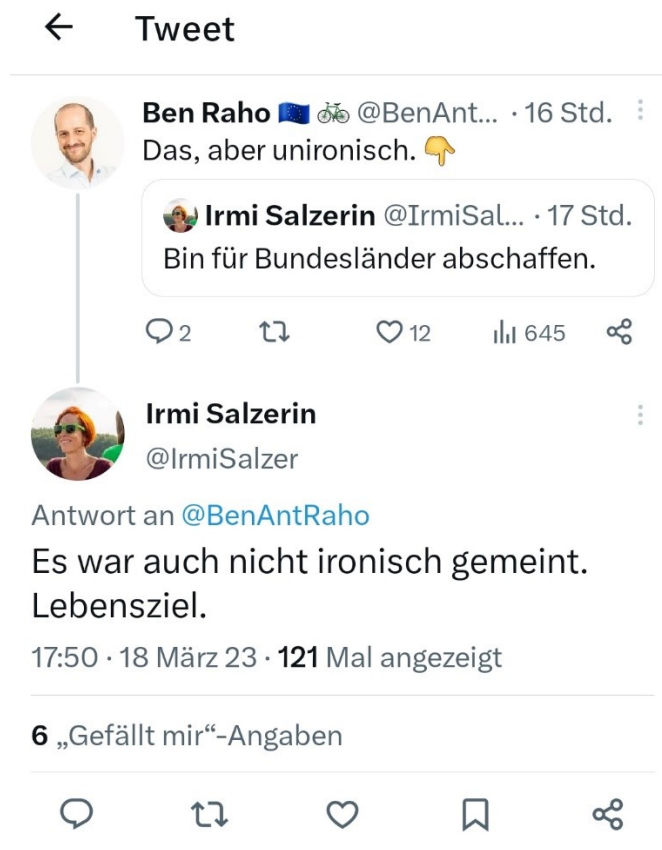 Tweet
Ben Raho 🇪🇺 🚲 @BenAnt... · 16 Std.
Das, aber unironisch. 👇
Irmi Salzerin @IrmiSal... · 17 Std.
Bin für Bundesländer abschaffen.
2 12 645
Irmi Salzerin
@IrmiSalzer
Antwort an @BenAntRaho
Es war auch nicht ironisch gemeint.
Lebensziel.
17:50 · 18 März 23 · 121 Mal angezeigt
6 „Gefällt mir“-Angaben